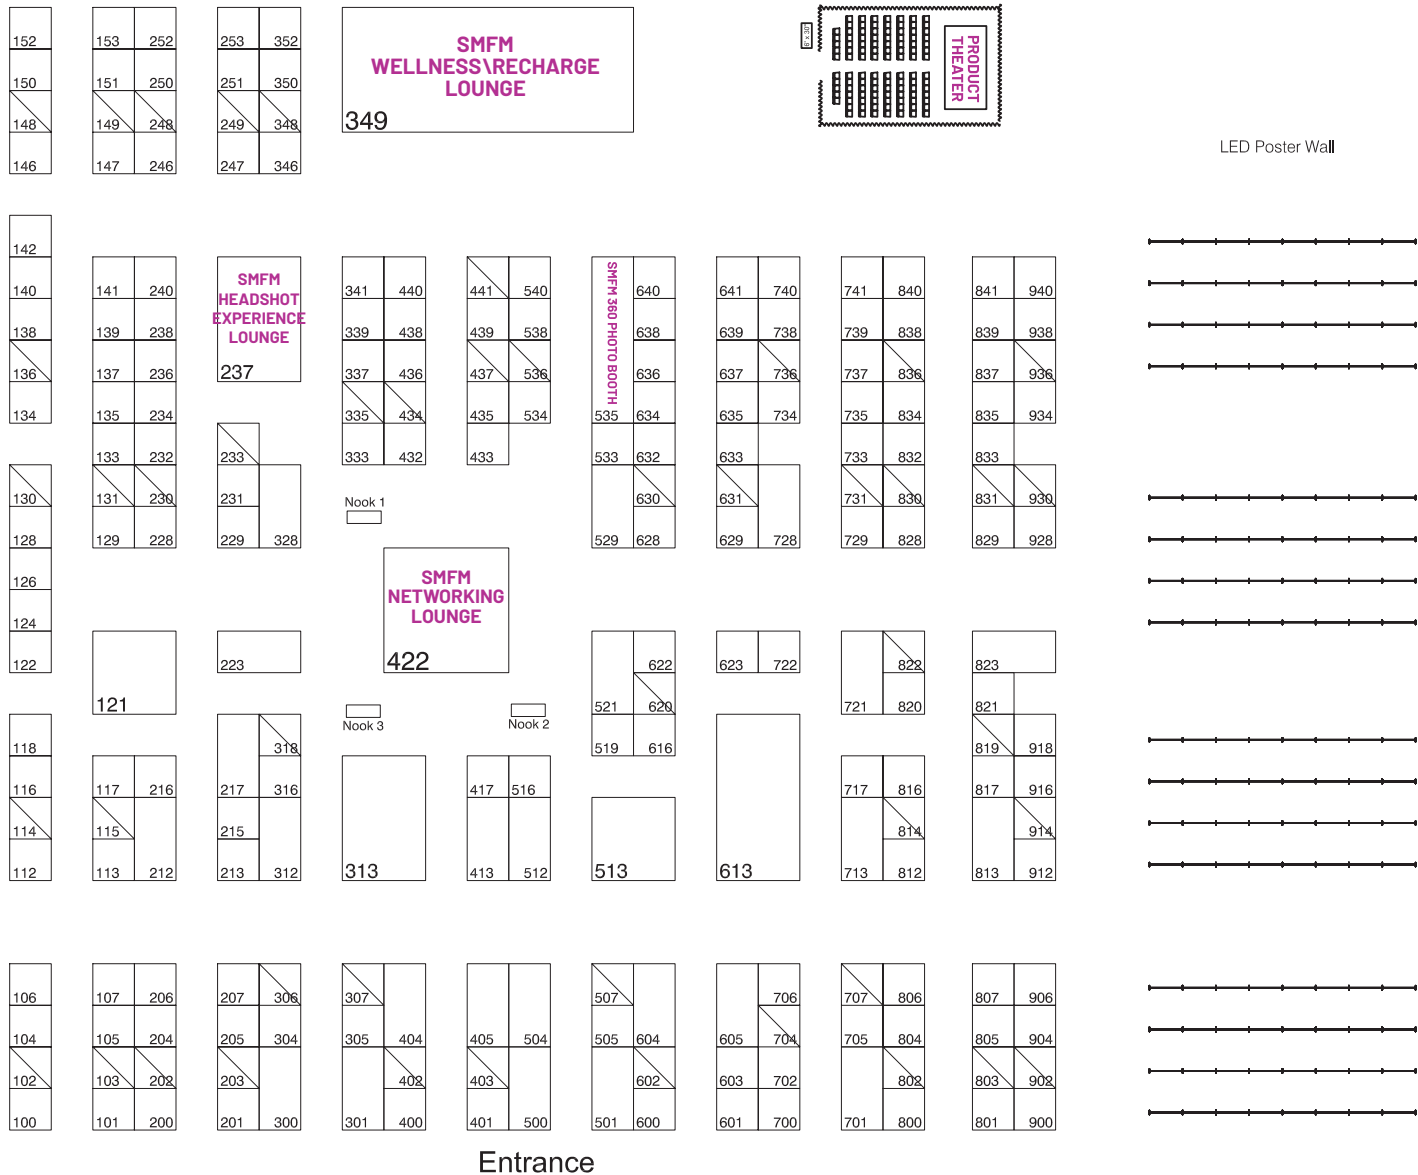 152 153 252 253 352
SMFM
WELLNESS\RECHARGE
LOUNGE
349
6' X 30'
PRODUCT
THEATER
150 151 250 251 350
148 149 248 249 348
146 147 246 247 346
LED Poster Wall
142
140 141 240
SMFM
HEADSHOT
EXPERIENCE
LOUNGE
237
341 440 441 540
SMFM 360 PHOTO BOOTH
640 641 740 741 840 841 940
138 139 238 339 438 439 538 638 639 738 739 838 839 938
136 137 236 337 436 437 536 636 637 736 737 836 837 936
134 135 234 335 434 435 534 535 634 635 734 735 834 835 934
133 232 233 333 432 433 533 632 633 733 832 833
130 131 230 231 630 631 731 830 831 930
Nook 1
128 129 228 229 328 529 628 629 728 729 828 829 928
126
SMFM
NETWORKING
LOUNGE
422
124
122 223 622 623 722 822 823
121 521 620 721 820 821
Nook 3 Nook 2
118 318 519 616 819 918
116 117 216 217 316 417 516 717 816 817 916
114 115 215 814 914
112 113 212 213 312 313 413 512 513 613 713 812 813 912
106 107 206 207 306 307 507 706 707 806 807 906
104 105 204 205 304 305 404 405 504 505 604 605 704 705 804 805 904
102 103 202 203 402 403 602 603 702 802 803 902
100 101 200 201 300 301 400 401 500 501 600 601 700 701 800 801 900
Entrance